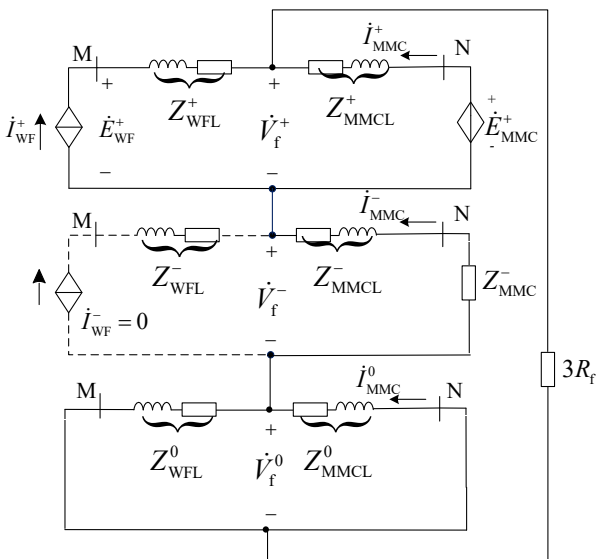 M
+
Z⁺WFL
İ⁺MMC
N
Z⁺MMCL
İ⁺WF
Ė⁺WF
+
V̇f⁺
+
Ė⁺MMC
-
−
−
M
Z⁻WFL
+
İ⁻MMC
N
Z⁻MMCL
Z⁻MMC
İ⁻WF = 0
V̇f⁻
−
3Rf
M
Z⁰WFL
+
İ⁰MMC
N
Z⁰MMCL
V̇f⁰
−